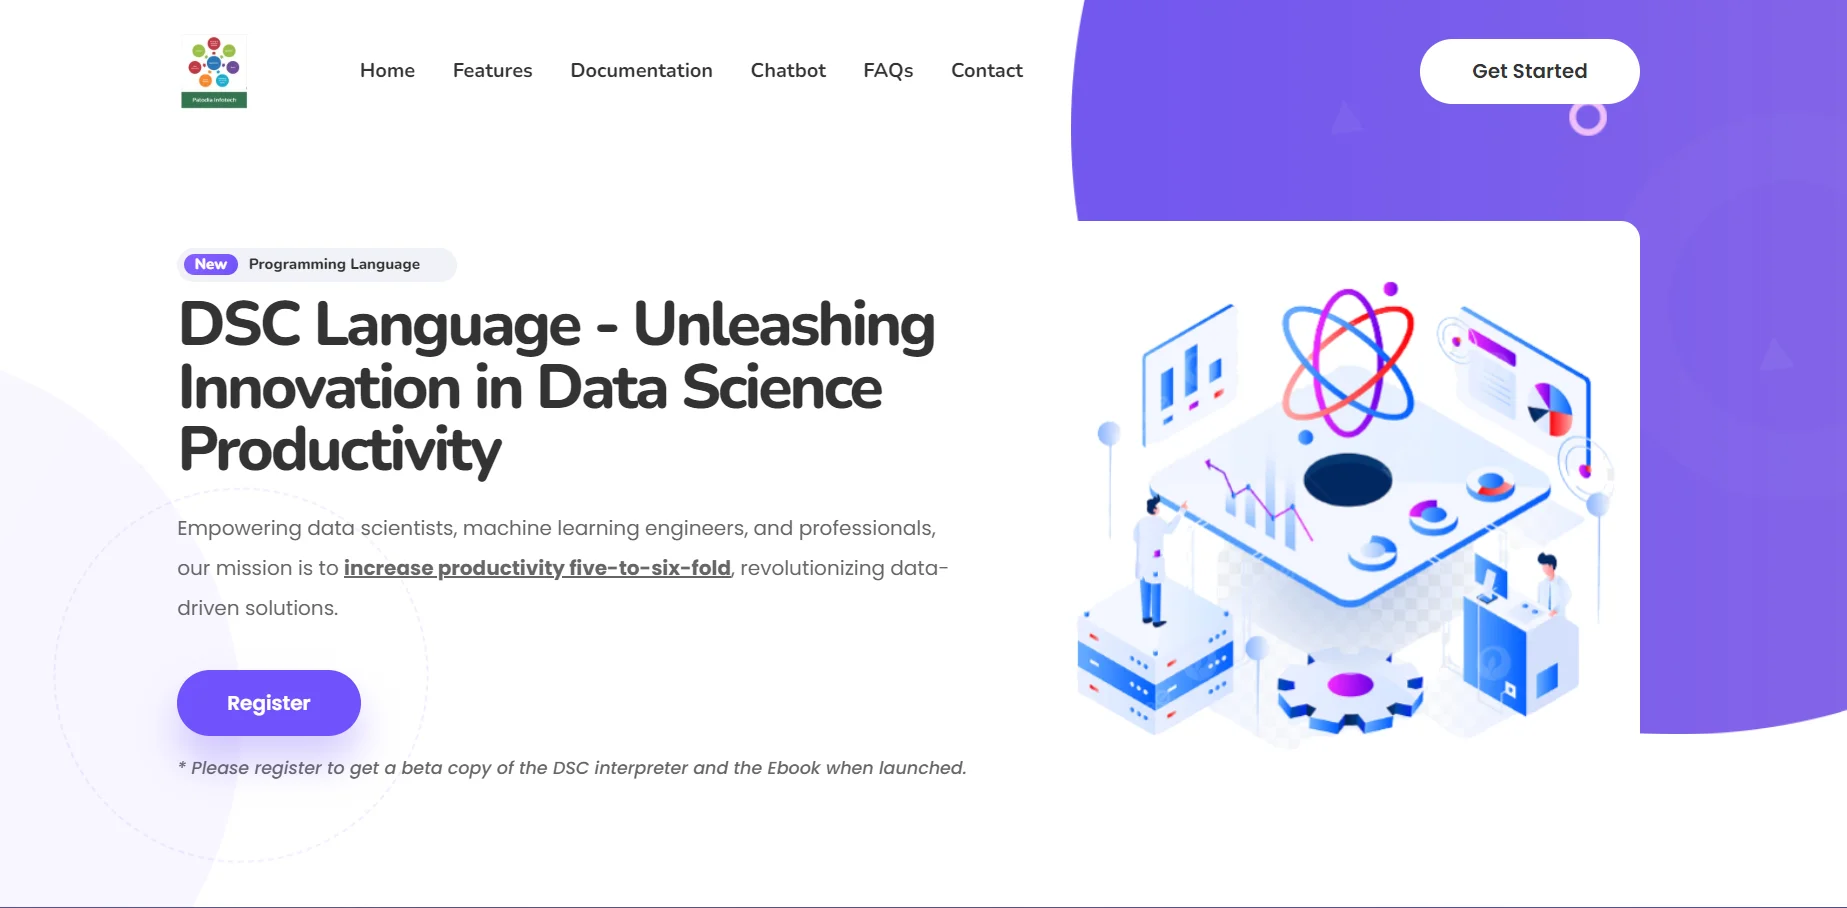 Patodia Infotech
Home Features Documentation Chatbot FAQs Contact
Get Started
New Programming Language
DSC Language - Unleashing
Innovation in Data Science
Productivity
Empowering data scientists, machine learning engineers, and professionals,
our mission is to increase productivity five-to-six-fold, revolutionizing data-
driven solutions.
Register
* Please register to get a beta copy of the DSC interpreter and the Ebook when launched.